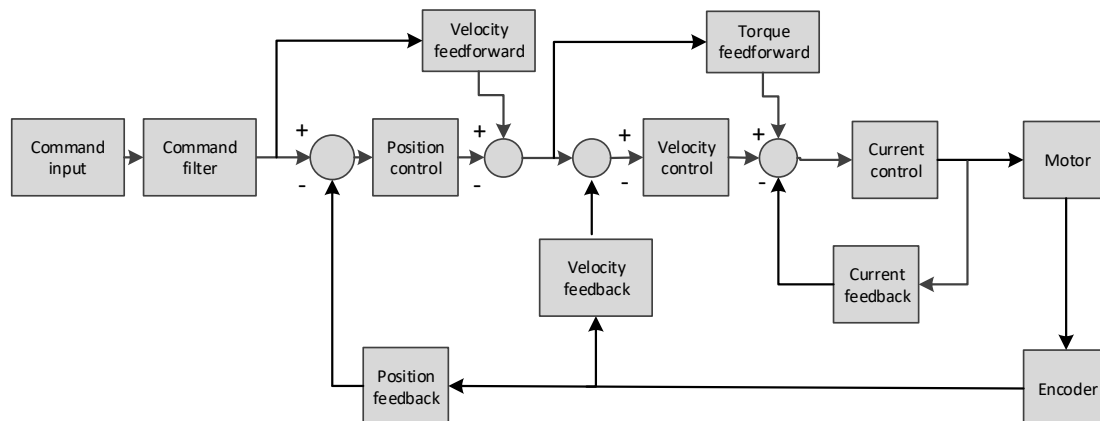 Velocity
feedforward
Torque
feedforward
Command
input
Command
filter
+
-
Position
control
+
-
+
-
Velocity
control
+
-
Current
control
Motor
Velocity
feedback
Current
feedback
Position
feedback
Encoder